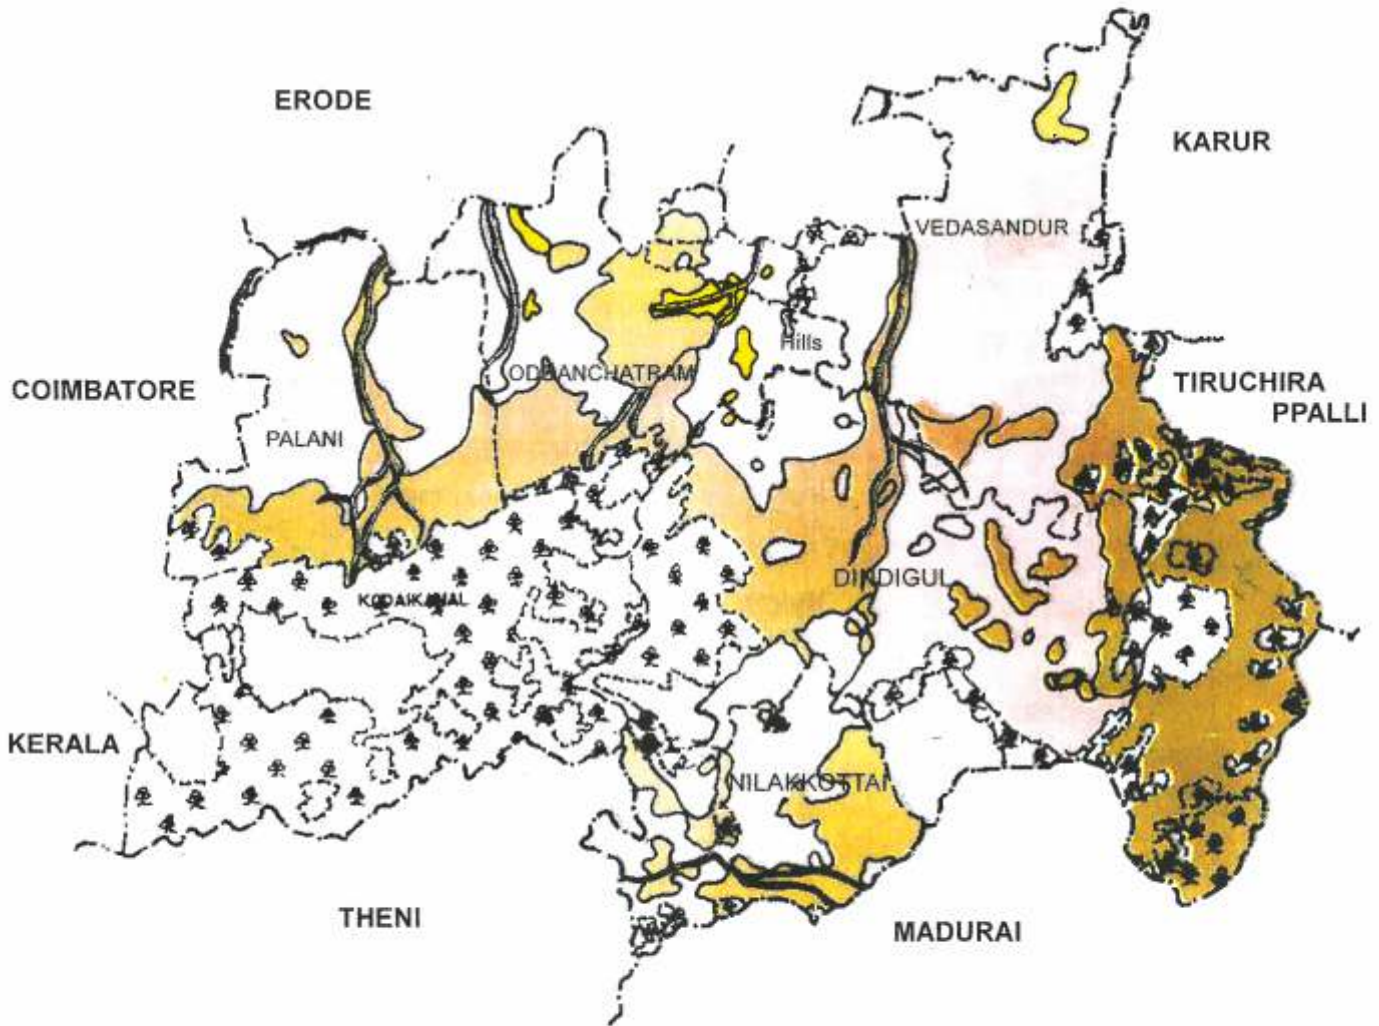 ERODE
KARUR
VEDASANDUR
Hills
COIMBATORE
ODDANCHATRAM
TIRUCHIRA
PPALLI
PALANI
DINDIGUL
KODAIKANAL
KERALA
NILAKKOTTAI
THENI
MADURAI